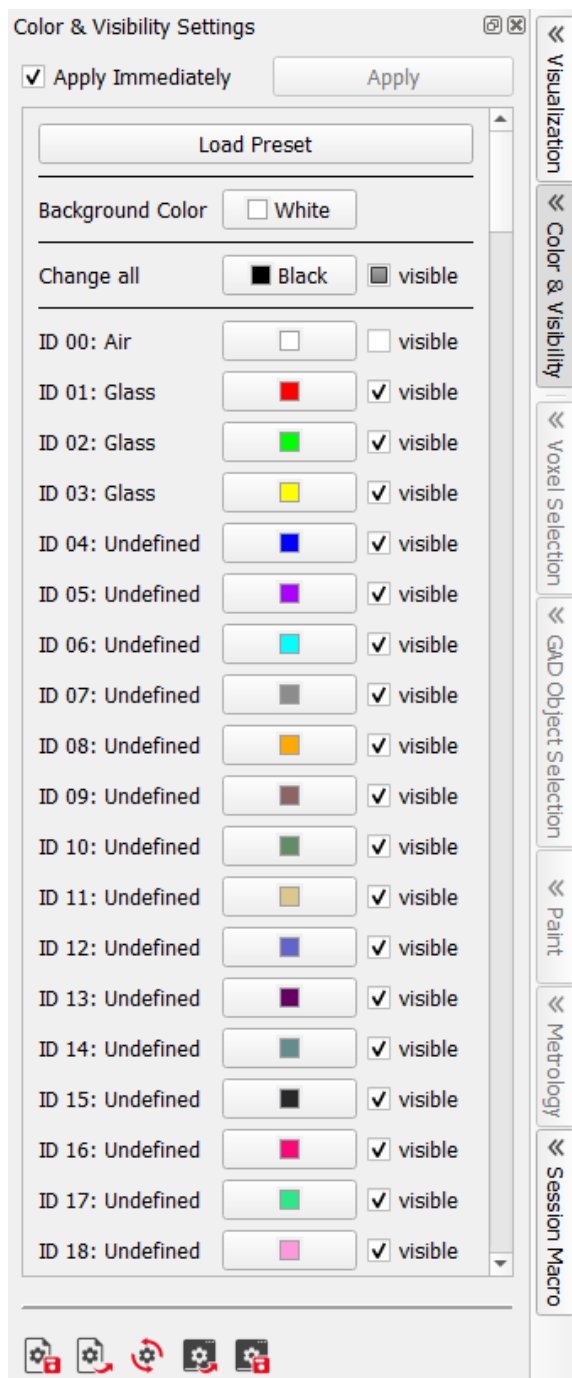 Color & Visibility Settings
Apply Immediately Apply
Load Preset
Background Color White
Change all Black visible
ID 00: Air visible
ID 01: Glass visible
ID 02: Glass visible
ID 03: Glass visible
ID 04: Undefined visible
ID 05: Undefined visible
ID 06: Undefined visible
ID 07: Undefined visible
ID 08: Undefined visible
ID 09: Undefined visible
ID 10: Undefined visible
ID 11: Undefined visible
ID 12: Undefined visible
ID 13: Undefined visible
ID 14: Undefined visible
ID 15: Undefined visible
ID 16: Undefined visible
ID 17: Undefined visible
ID 18: Undefined visible
Visualization
Color & Visibility
Voxel Selection
GAD Object Selection
Paint
Metrology
Session Macro